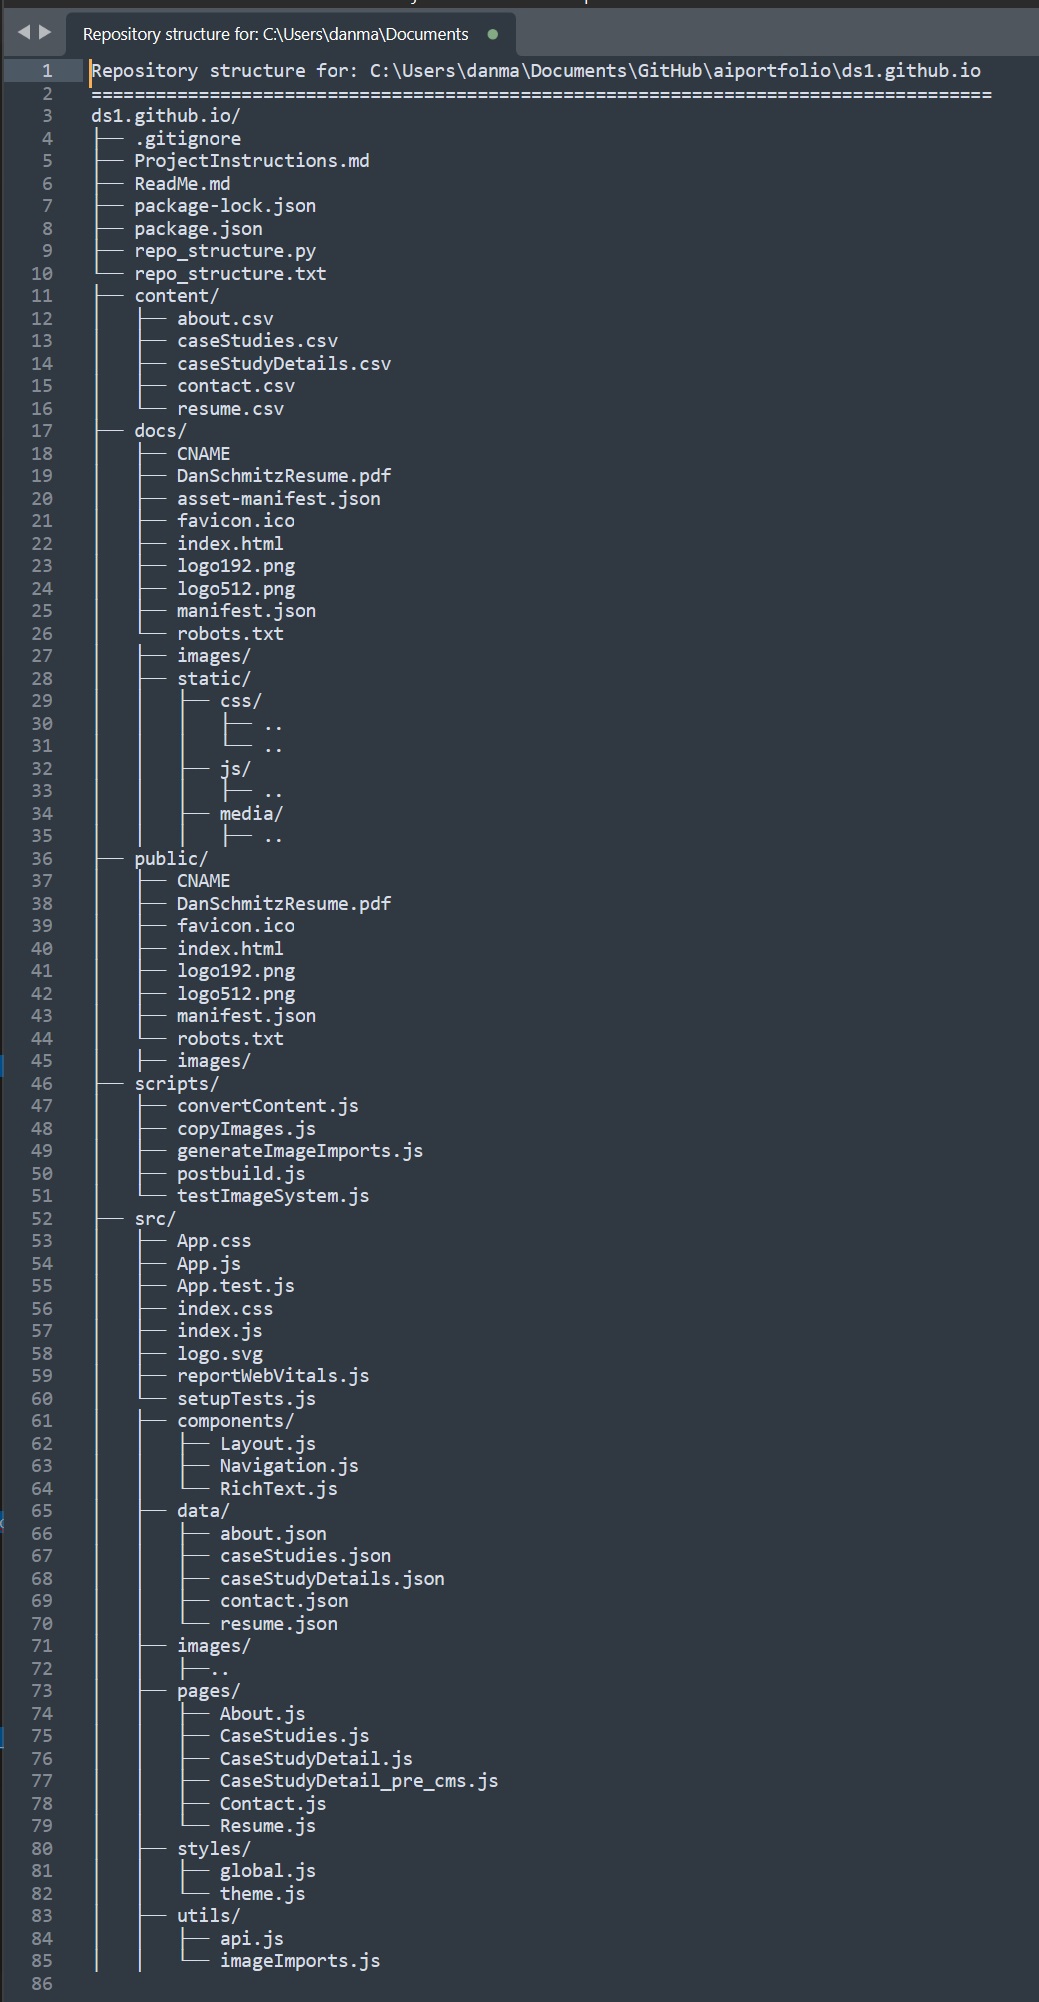 Repository structure for: C:\Users\danma\Documents
1 Repository structure for: C:\Users\danma\Documents\GitHub\aiportfolio\ds1.github.io
2 ===================================================================================
3 ds1.github.io/
4 ├── .gitignore
5 ├── ProjectInstructions.md
6 ├── ReadMe.md
7 ├── package-lock.json
8 ├── package.json
9 ├── repo_structure.py
10 └── repo_structure.txt
11 ├── content/
12 │   ├── about.csv
13 │   ├── caseStudies.csv
14 │   ├── caseStudyDetails.csv
15 │   ├── contact.csv
16 │   └── resume.csv
17 ├── docs/
18 │   ├── CNAME
19 │   ├── DanSchmitzResume.pdf
20 │   ├── asset-manifest.json
21 │   ├── favicon.ico
22 │   ├── index.html
23 │   ├── logo192.png
24 │   ├── logo512.png
25 │   ├── manifest.json
26 │   └── robots.txt
27 │   ├── images/
28 │   ├── static/
29 │   │   ├── css/
30 │   │   │   ├── ..
31 │   │   │   └── ..
32 │   │   ├── js/
33 │   │   │   ├── ..
34 │   │   ├── media/
35 │   │   │   ├── ..
36 ├── public/
37 │   ├── CNAME
38 │   ├── DanSchmitzResume.pdf
39 │   ├── favicon.ico
40 │   ├── index.html
41 │   ├── logo192.png
42 │   ├── logo512.png
43 │   ├── manifest.json
44 │   └── robots.txt
45 │   ├── images/
46 ├── scripts/
47 │   ├── convertContent.js
48 │   ├── copyImages.js
49 │   ├── generateImageImports.js
50 │   ├── postbuild.js
51 │   └── testImageSystem.js
52 ├── src/
53 │   ├── App.css
54 │   ├── App.js
55 │   ├── App.test.js
56 │   ├── index.css
57 │   ├── index.js
58 │   ├── logo.svg
59 │   ├── reportWebVitals.js
60 │   └── setupTests.js
61 │   ├── components/
62 │   │   ├── Layout.js
63 │   │   ├── Navigation.js
64 │   │   └── RichText.js
65 │   ├── data/
66 │   │   ├── about.json
67 │   │   ├── caseStudies.json
68 │   │   ├── caseStudyDetails.json
69 │   │   ├── contact.json
70 │   │   └── resume.json
71 │   ├── images/
72 │   │   ├──..
73 │   ├── pages/
74 │   │   ├── About.js
75 │   │   ├── CaseStudies.js
76 │   │   ├── CaseStudyDetail.js
77 │   │   ├── CaseStudyDetail_pre_cms.js
78 │   │   ├── Contact.js
79 │   │   └── Resume.js
80 │   ├── styles/
81 │   │   ├── global.js
82 │   │   └── theme.js
83 │   ├── utils/
84 │   │   ├── api.js
85 │   │   └── imageImports.js
86